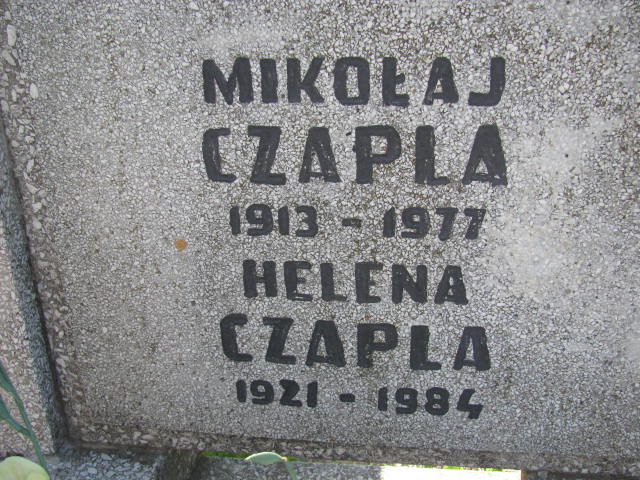 MIKOŁAJ
CZAPLA
1913 - 1977
HELENA
CZAPLA
1921 - 1984